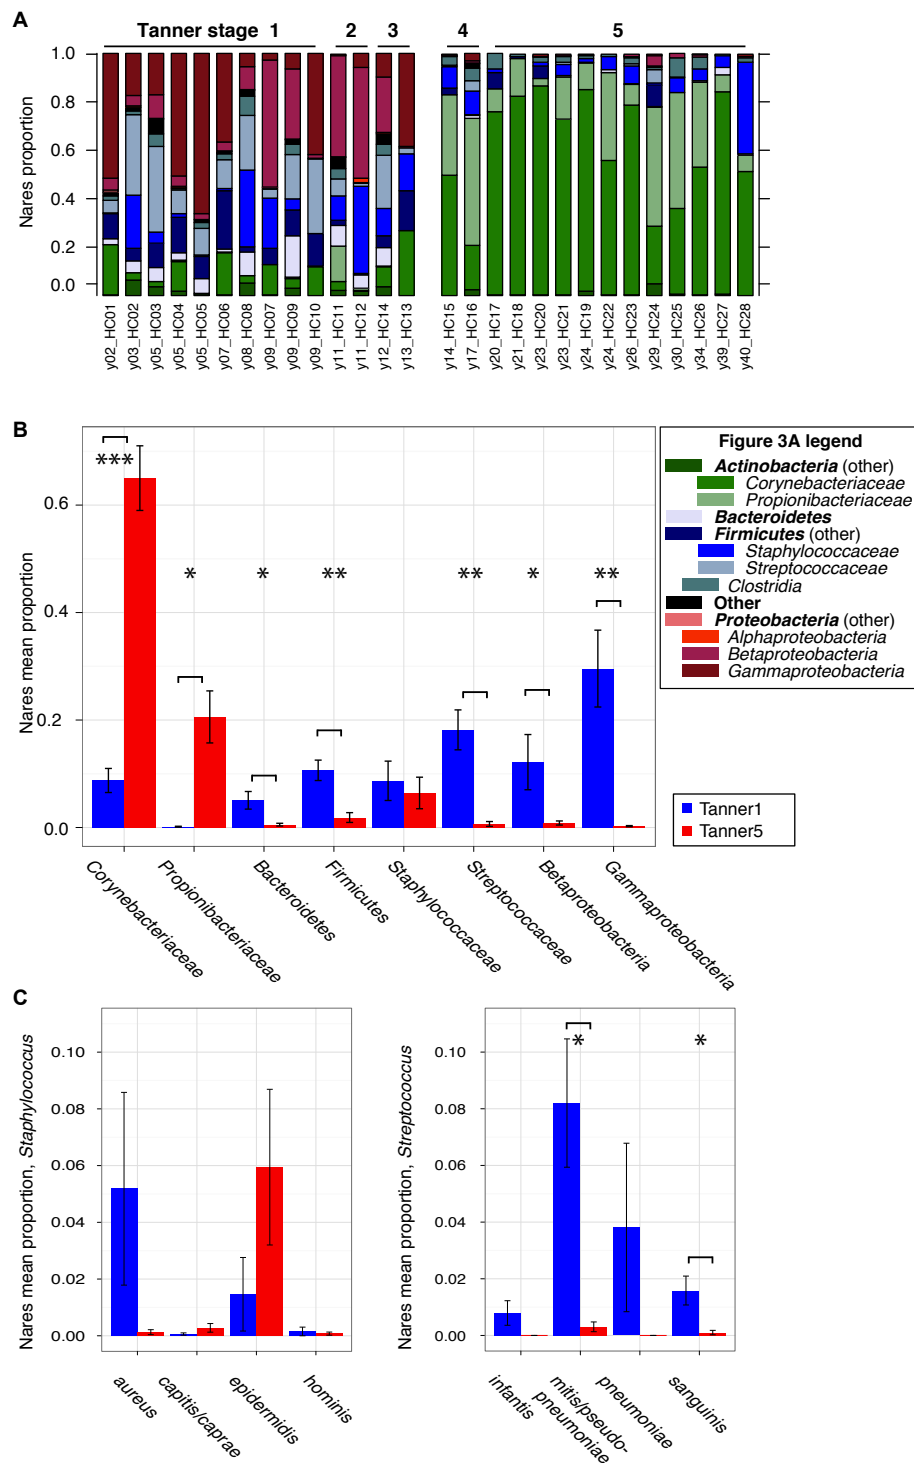 A
Tanner stage 1 2 3 4 5
Nares proportion
1.0
0.8
0.6
0.4
0.2
0.0
y02_HC01
y03_HC02
y05_HC03
y05_HC04
y05_HC05
y07_HC06
y08_HC08
y09_HC07
y09_HC09
y09_HC10
y11_HC11
y11_HC12
y12_HC14
y13_HC13
y14_HC15
y17_HC16
y20_HC17
y21_HC18
y23_HC20
y23_HC21
y24_HC19
y24_HC22
y26_HC23
y29_HC24
y30_HC25
y34_HC26
y39_HC27
y40_HC28
B
Nares mean proportion
0.6
0.4
0.2
0.0
*** * * ** ** * **
Corynebacteriaceae
Propionibacteriaceae
Bacteroidetes
Firmicutes
Staphylococcaceae
Streptococcaceae
Betaproteobacteria
Gammaproteobacteria
Figure 3A legend
Actinobacteria (other)
Corynebacteriaceae
Propionibacteriaceae
Bacteroidetes
Firmicutes (other)
Staphylococcaceae
Streptococcaceae
Clostridia
Other
Proteobacteria (other)
Alphaproteobacteria
Betaproteobacteria
Gammaproteobacteria
Tanner1
Tanner5
C
Nares mean proportion, Staphylococcus
0.10
0.08
0.06
0.04
0.02
0.00
aureus
capitis/caprae
epidermidis
hominis
Nares mean proportion, Streptococcus
0.10
0.08
0.06
0.04
0.02
0.00
* *
infantis
mitis/pseudo-
pneumoniae
pneumoniae
sanguinis